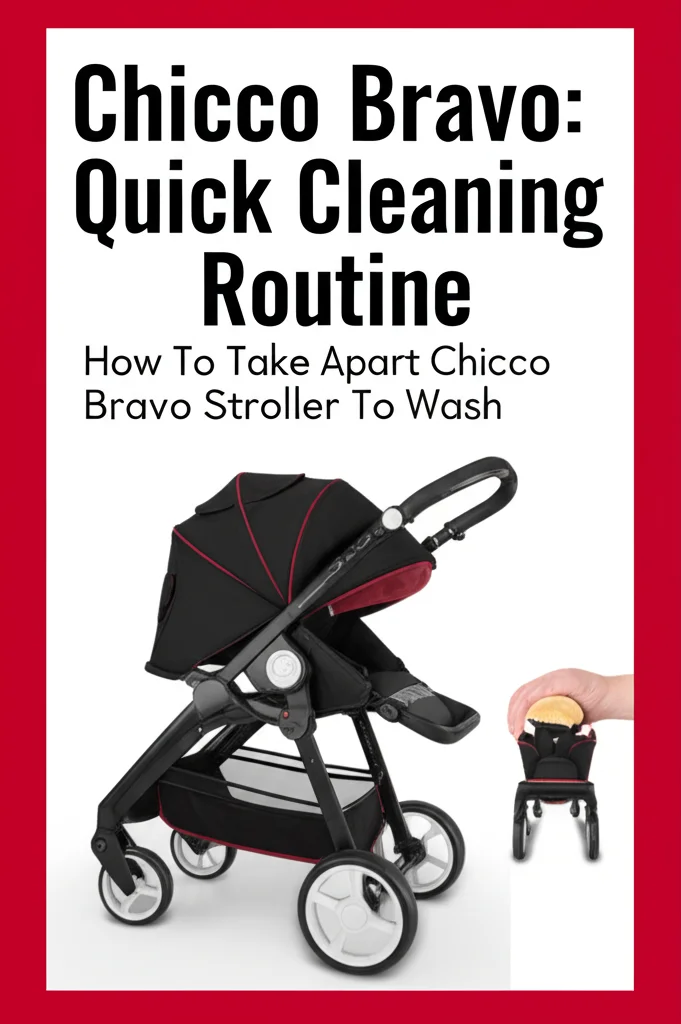 Chicco Bravo:
Quick Cleaning
Routine
How To Take Apart Chicco
Bravo Stroller To Wash